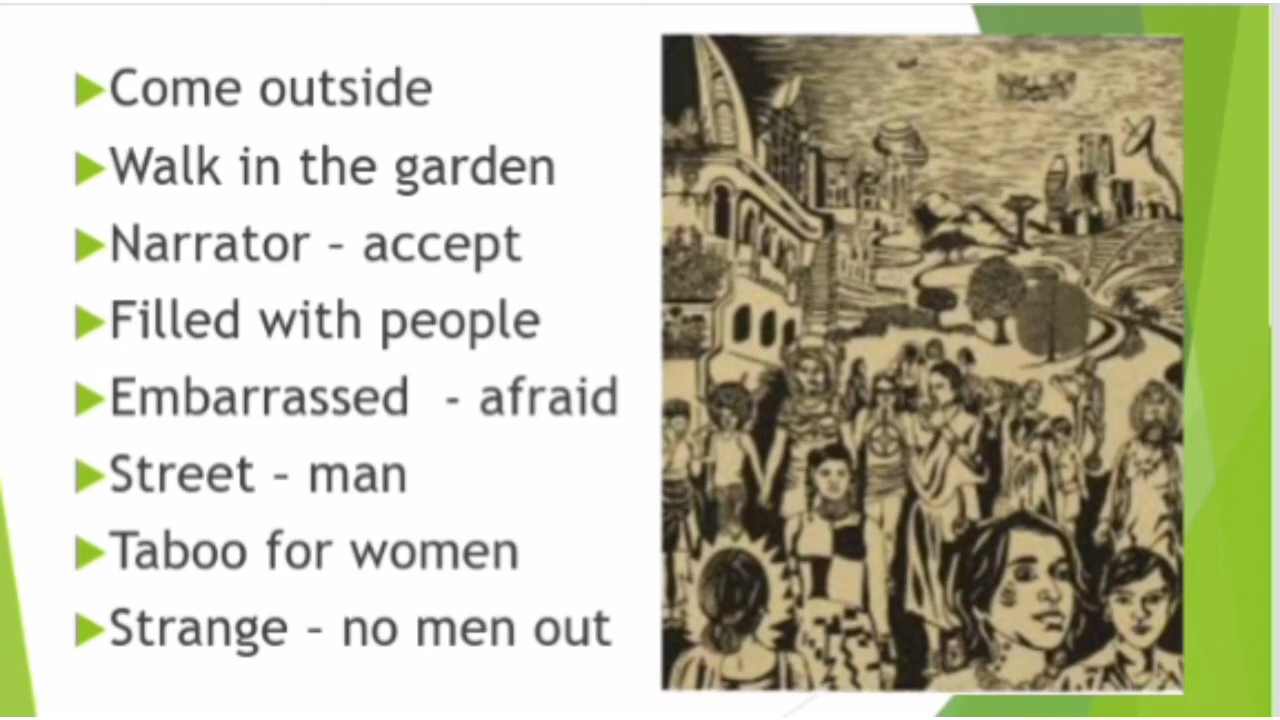 Come outside
Walk in the garden
Narrator – accept
Filled with people
Embarrassed  - afraid
Street – man
Taboo for women
Strange – no men out